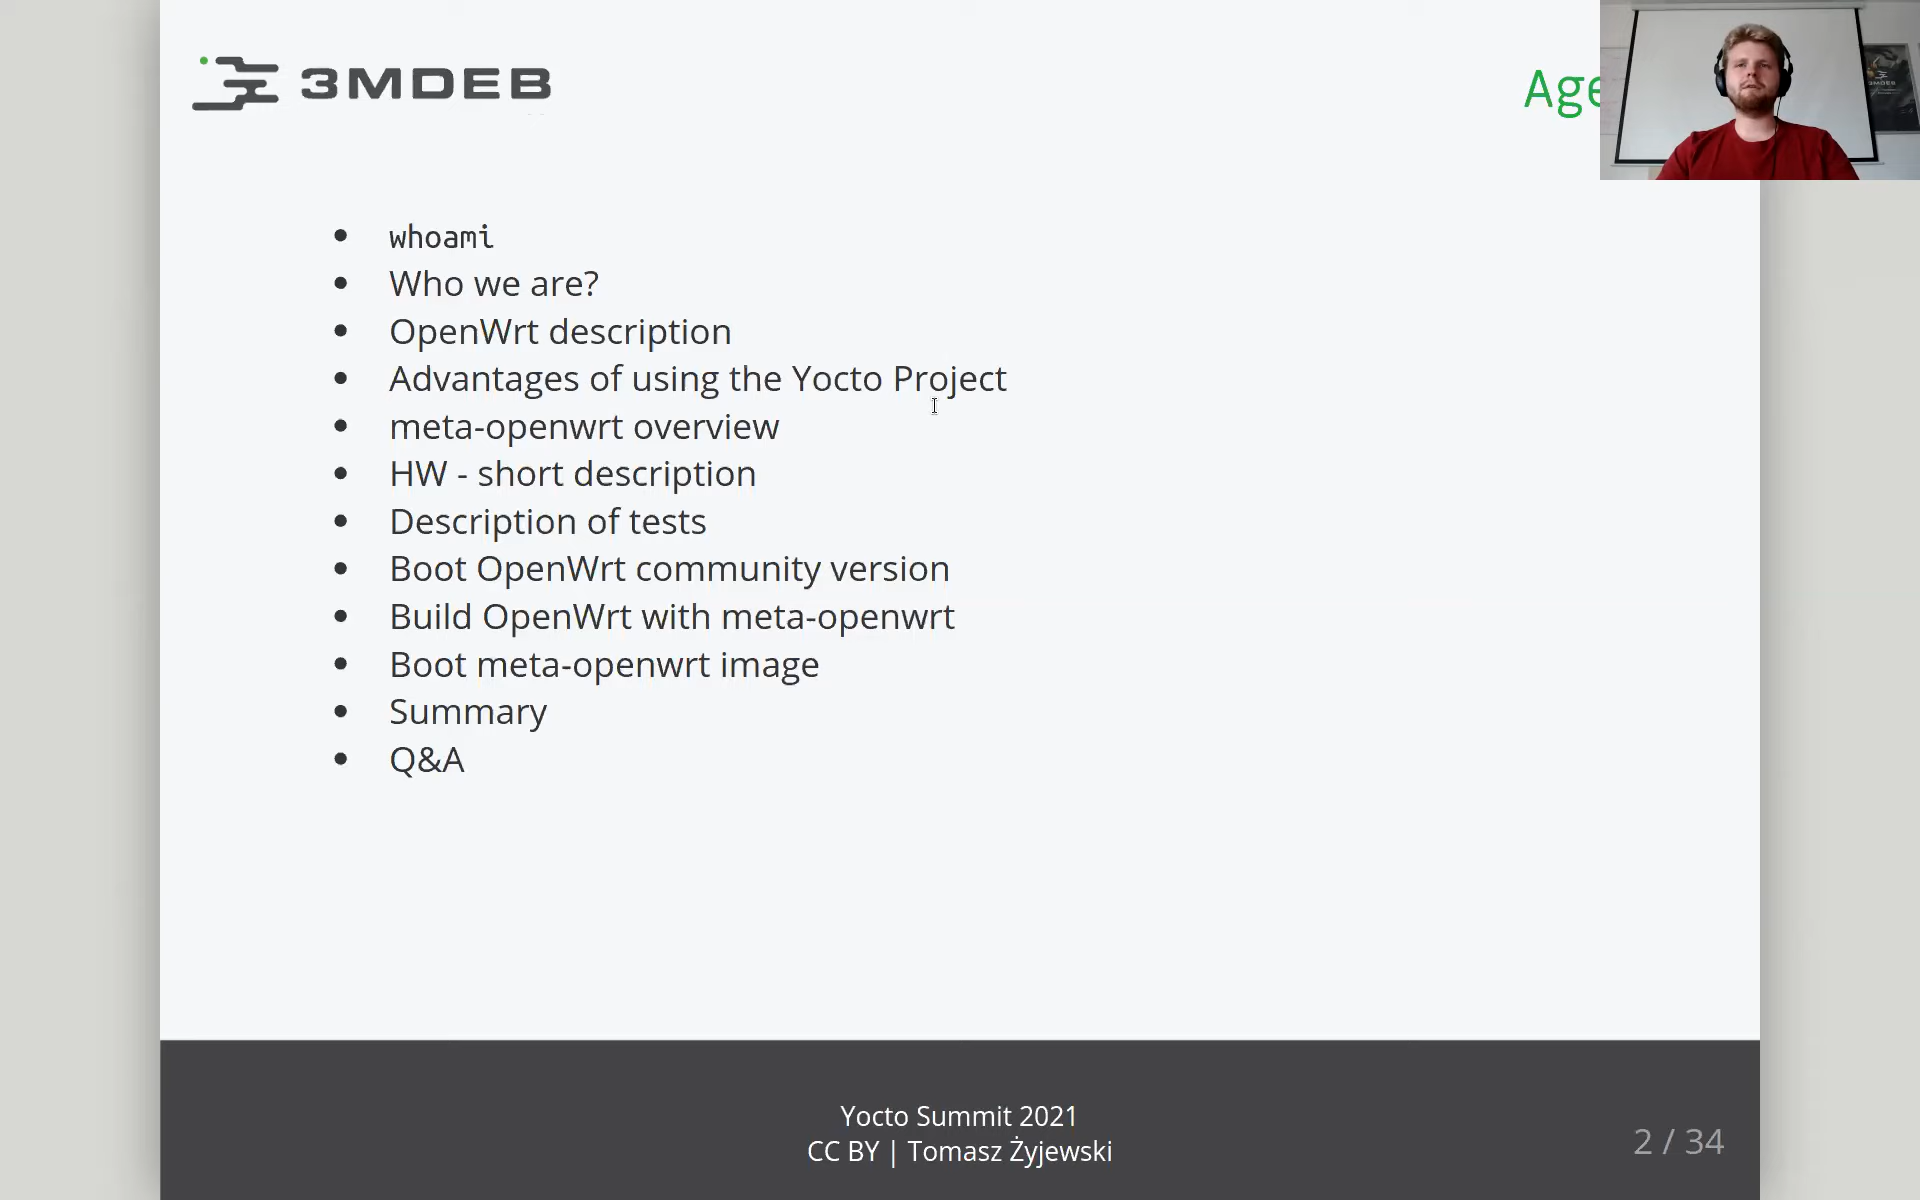 3MDEB
Age
whoami
Who we are?
OpenWrt description
Advantages of using the Yocto Project
meta-openwrt overview
HW - short description
Description of tests
Boot OpenWrt community version
Build OpenWrt with meta-openwrt
Boot meta-openwrt image
Summary
Q&A
Yocto Summit 2021
CC BY | Tomasz Żyjewski
2 / 34